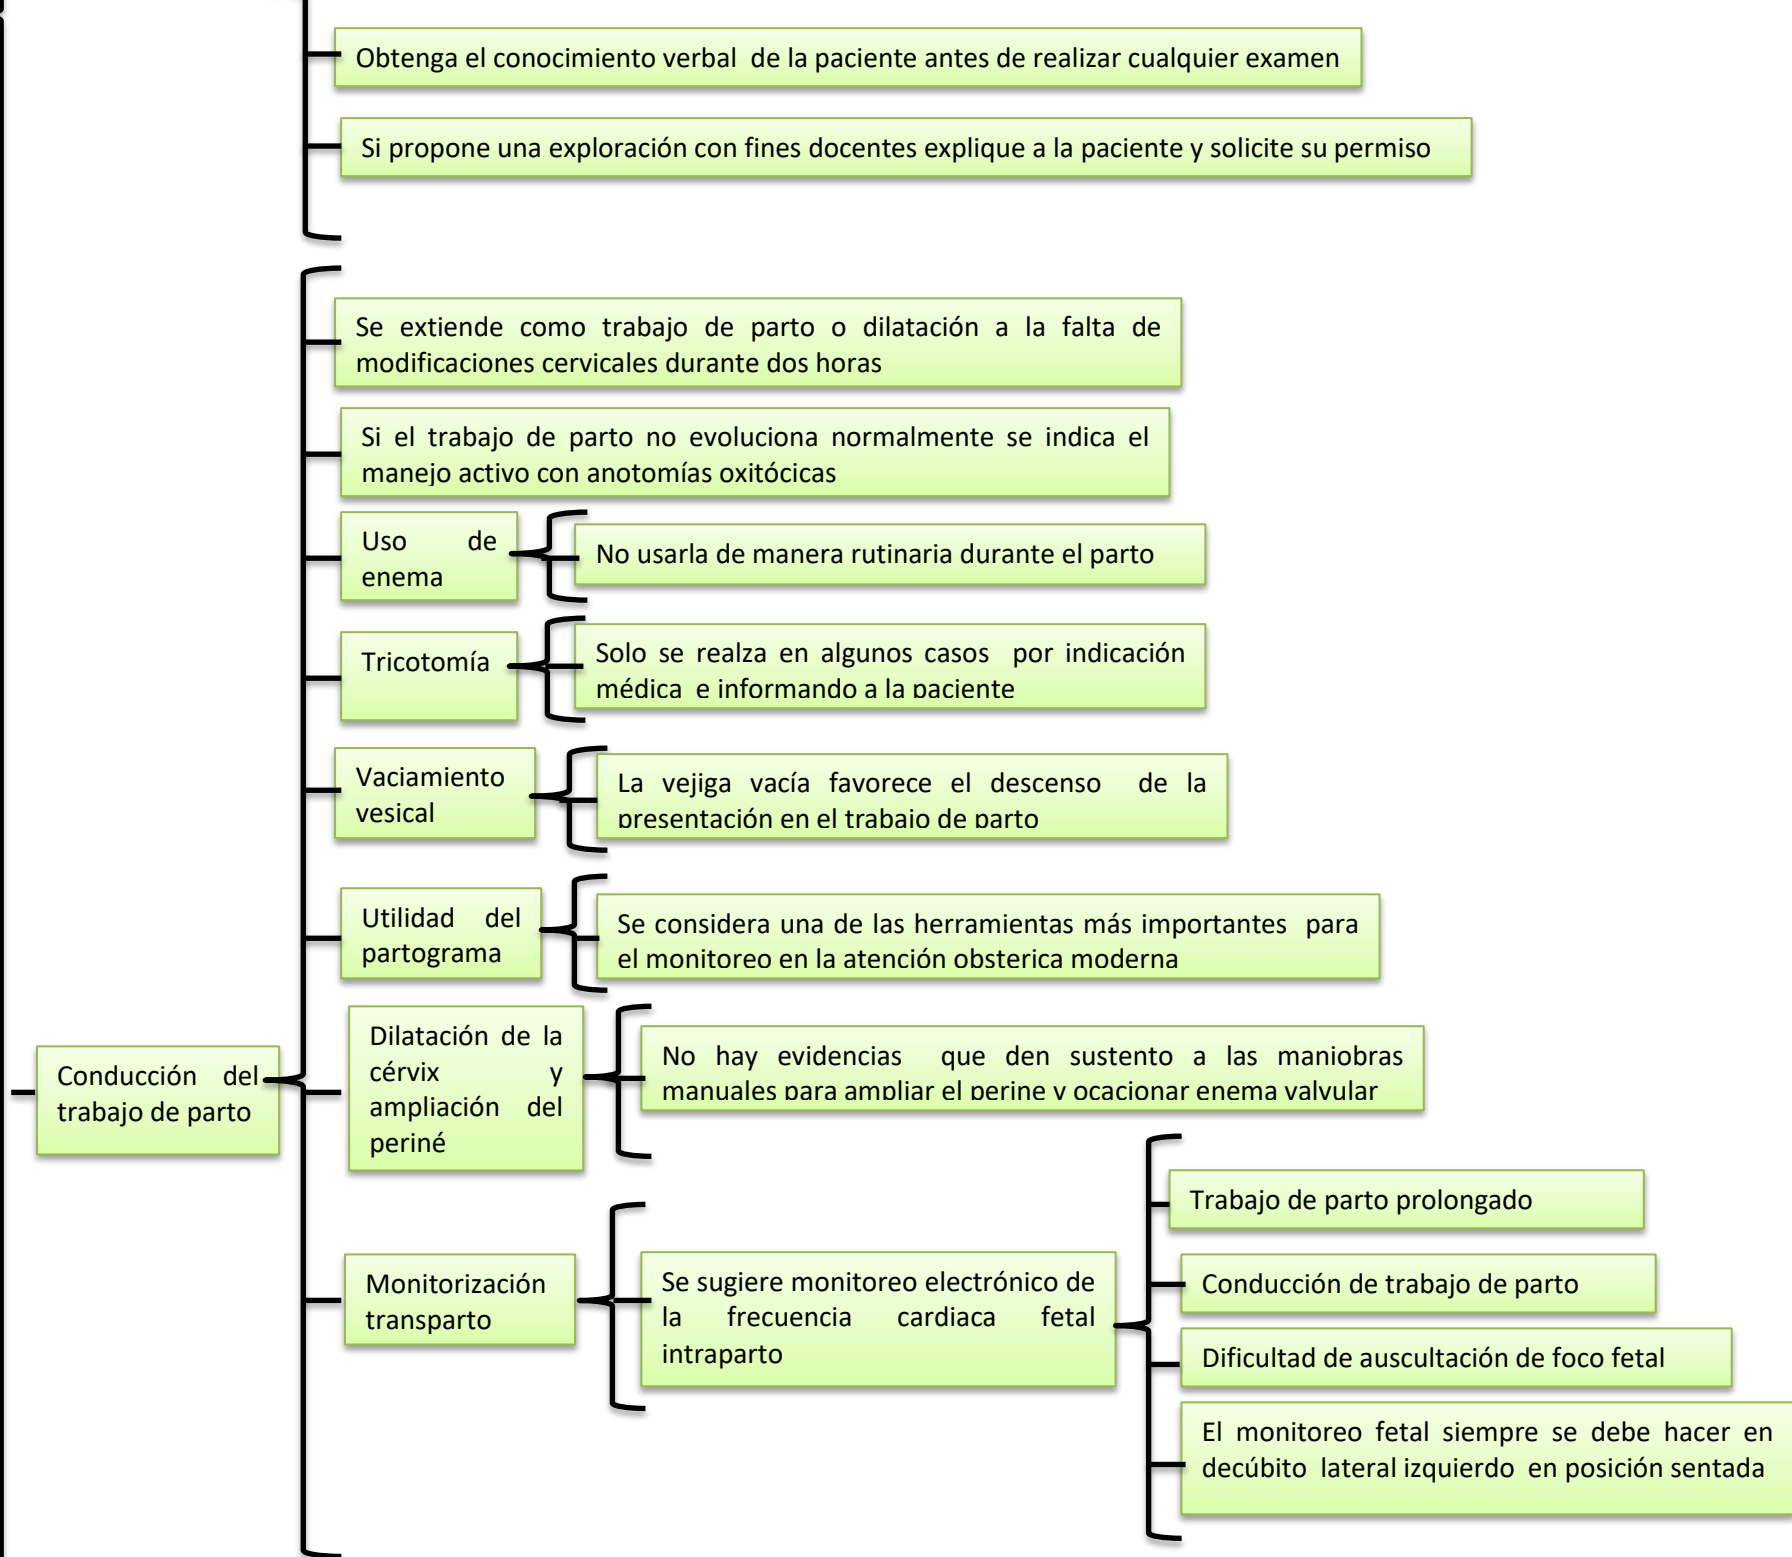 Obtenga el conocimiento verbal  de la paciente antes de realizar cualquier examen
Si propone una exploración con fines docentes explique a la paciente y solicite su permiso
Se extiende como trabajo de parto o dilatación a la falta de
modificaciones cervicales durante dos horas
Si el trabajo de parto no evoluciona normalmente se indica el
manejo activo con anotomías oxitócicas
Uso de
enema
No usarla de manera rutinaria durante el parto
Tricotomía
Solo se realza en algunos casos  por indicación
médica  e informando a la paciente
Vaciamiento
vesical
La vejiga vacía favorece el descenso  de la
presentación en el trabajo de parto
Utilidad del
partograma
Se considera una de las herramientas más importantes  para
el monitoreo en la atención obsterica moderna
Conducción del
trabajo de parto
Dilatación de la
cérvix y
ampliación del
periné
No hay evidencias  que den sustento a las maniobras
manuales para ampliar el perine y ocacionar enema valvular
Monitorización
transparto
Se sugiere monitoreo electrónico de
la frecuencia cardiaca fetal
intraparto
Trabajo de parto prolongado
Conducción de trabajo de parto
Dificultad de auscultación de foco fetal
El monitoreo fetal siempre se debe hacer en
decúbito  lateral izquierdo  en posición sentada